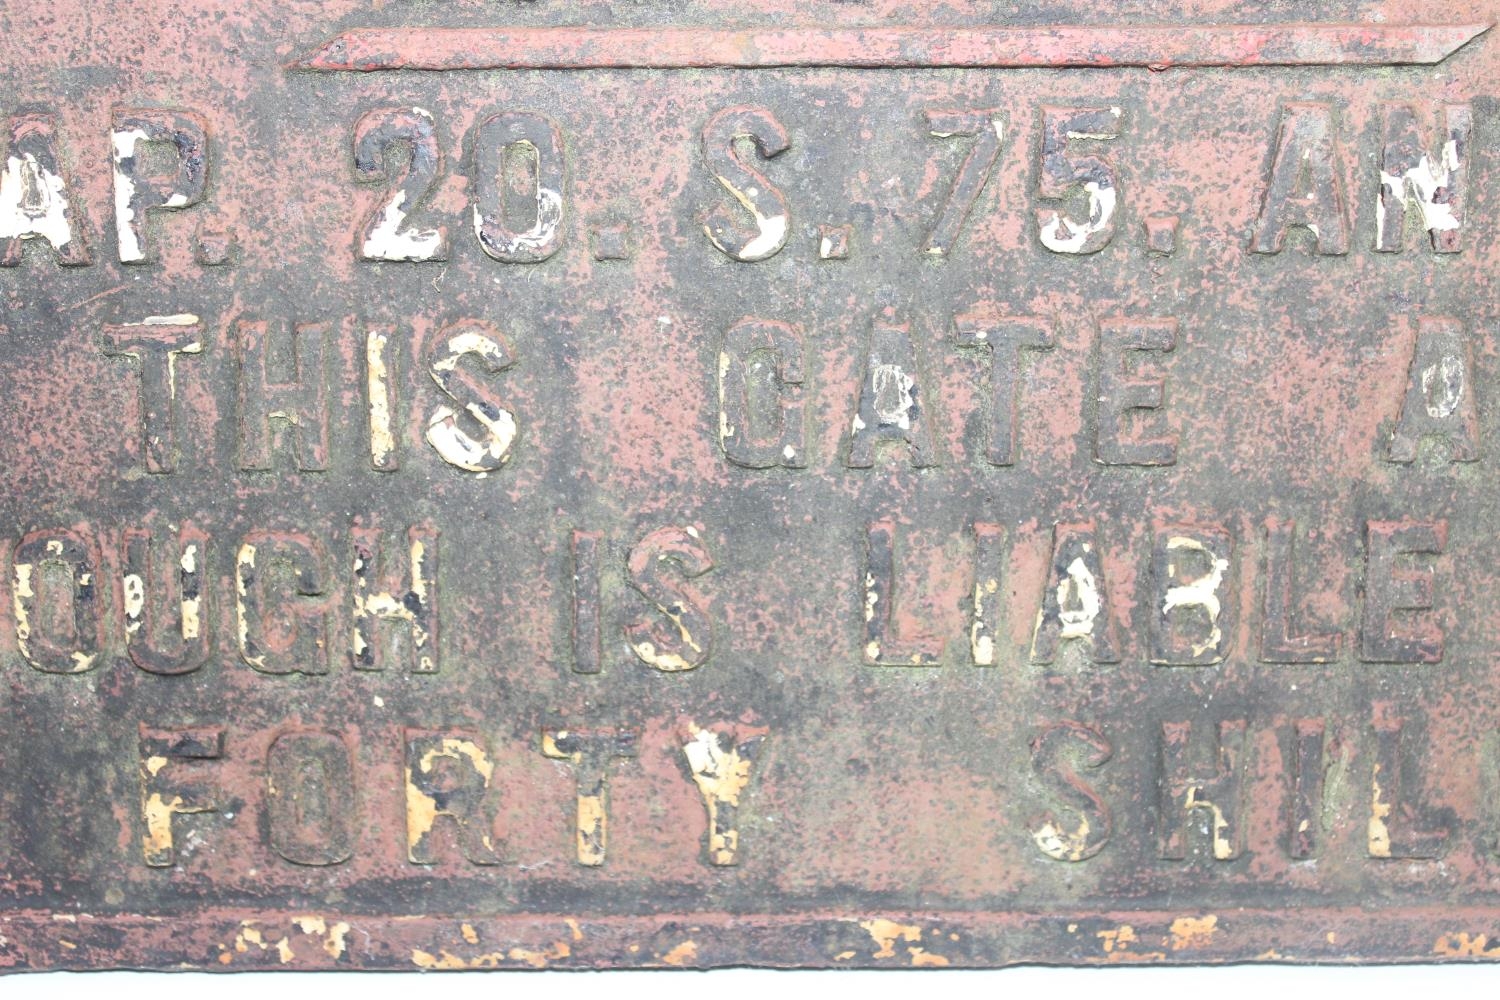 AP. 20. S. 75. AN
THIS GATE A
OUGH IS LIABLE
FORTY SHIL